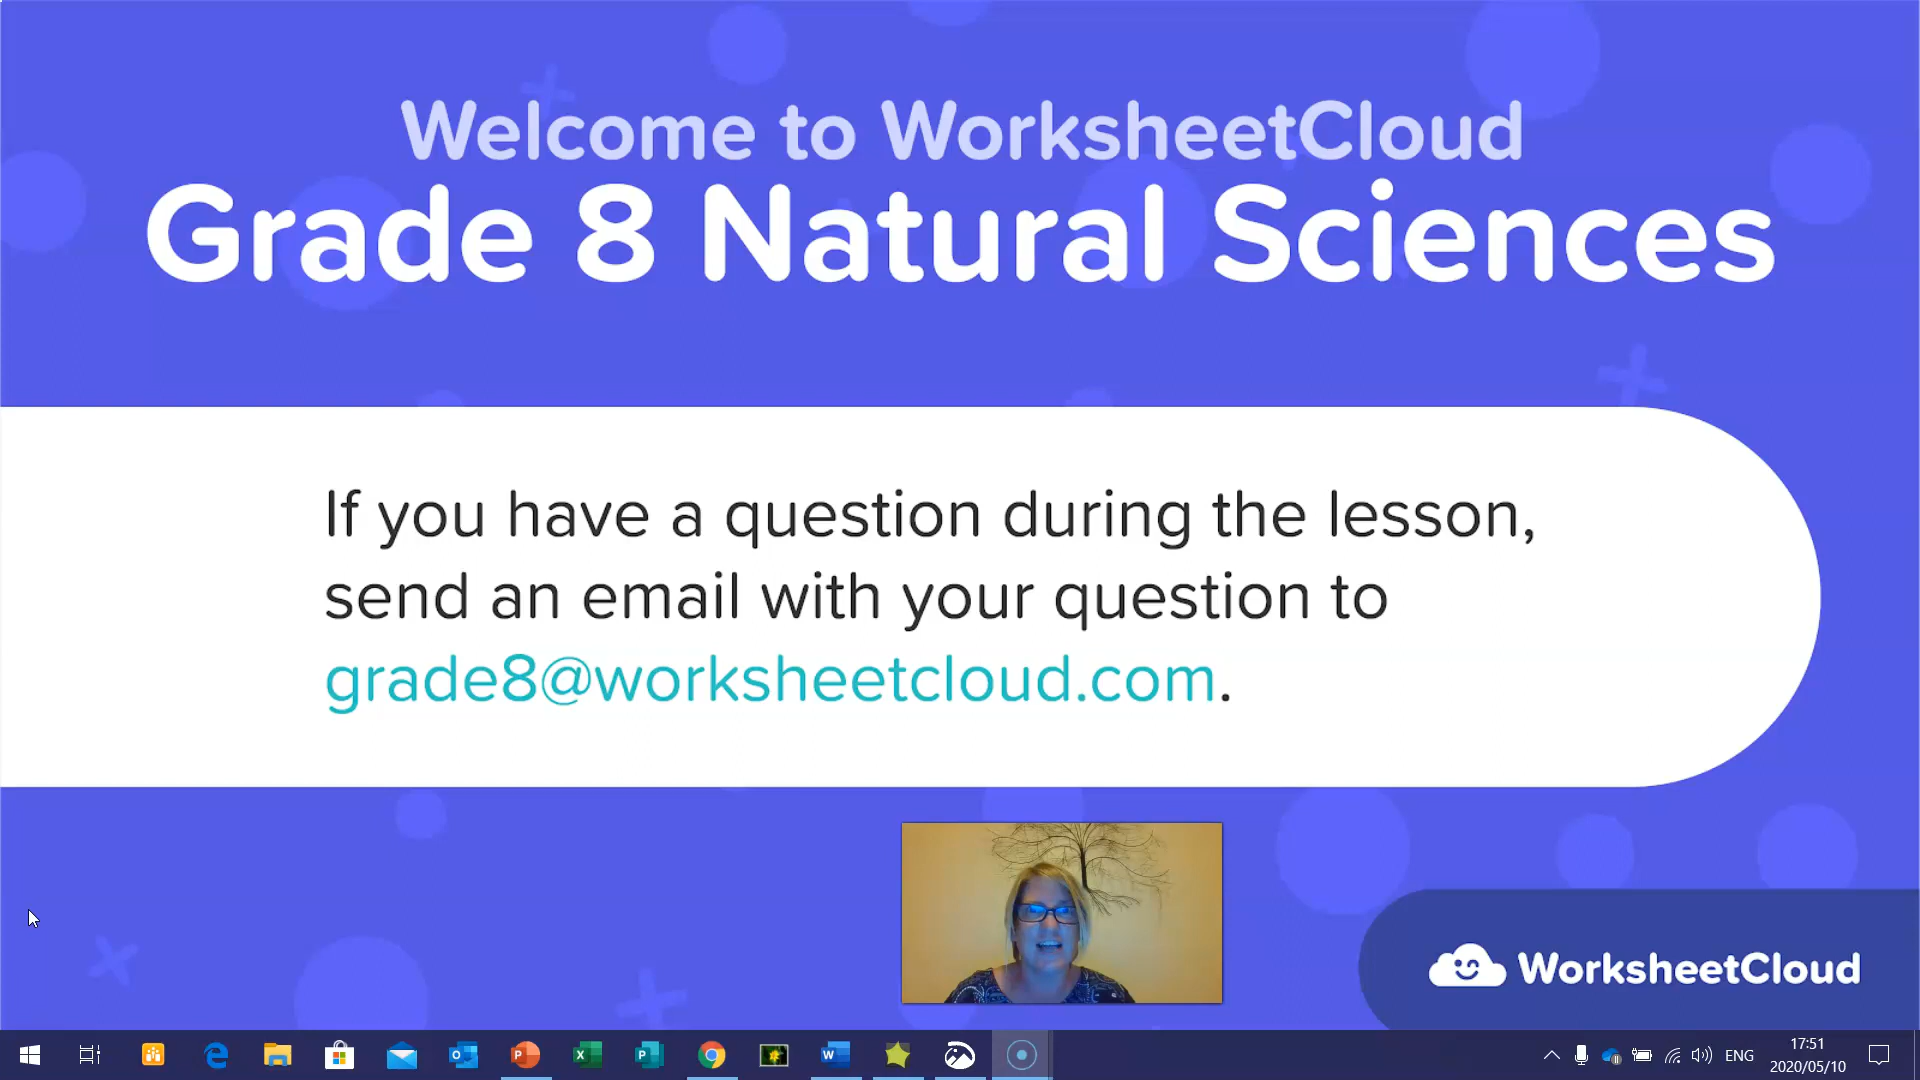 Welcome to WorksheetCloud
Grade 8 Natural Sciences
If you have a question during the lesson,
send an email with your question to
grade8@worksheetcloud.com.
WorksheetCloud
ENG
17:51
2020/05/10